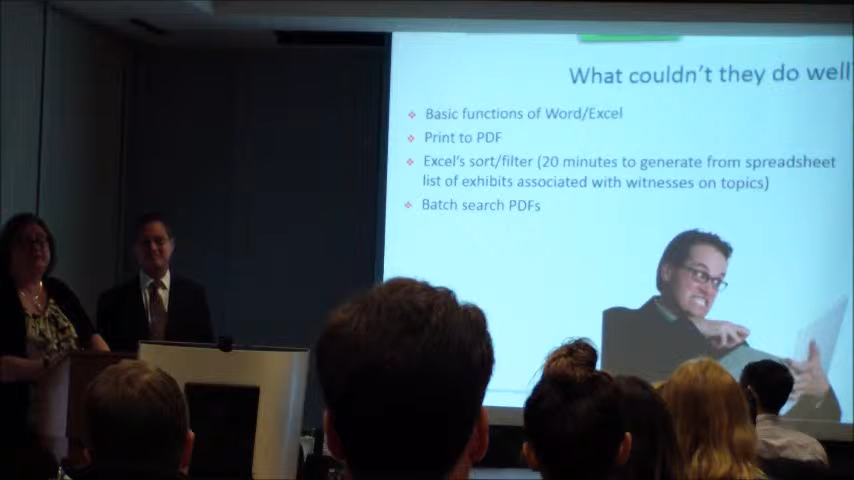 What couldn't they do well
Basic functions of Word/Excel
Print to PDF
Excel's sort/filter (20 minutes to generate from spreadsheet
list of exhibits associated with witnesses on topics)
Batch search PDFs